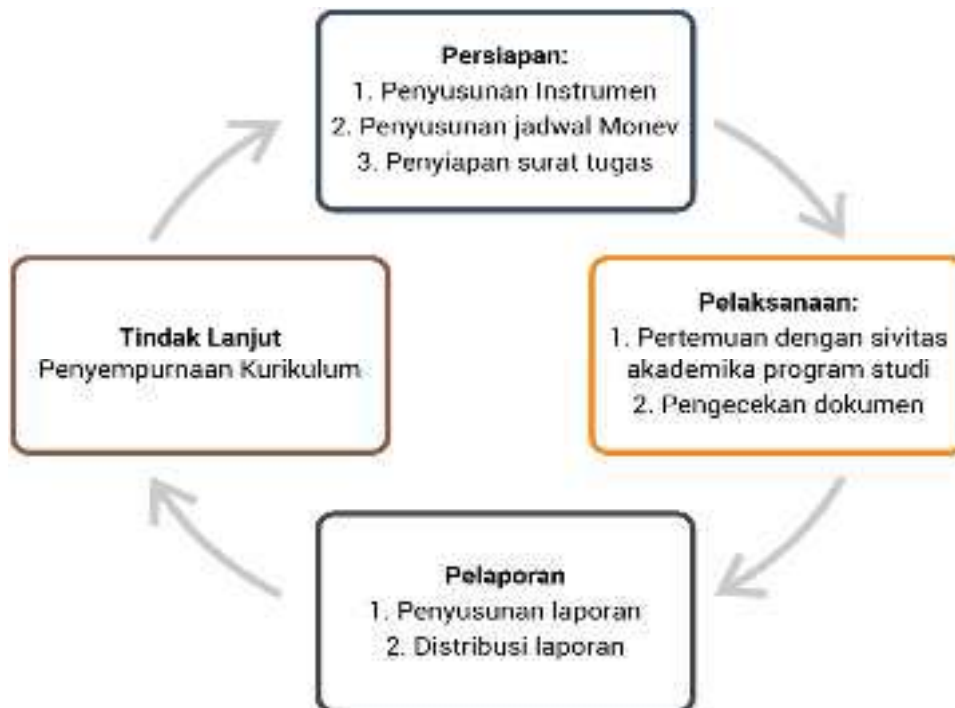 Persiapan:
1. Penyusunan Instrumen
2. Penyusunan jadwal Monev
3. Penyiapan surat tugas
Pelaksanaan:
1. Pertemuan dengan sivitas
akademika program studi
2. Pengecekan dokumen
Pelaporan
1. Penyusunan laporan
2. Distribusi laporan
Tindak Lanjut
Penyempurnaan Kurikulum